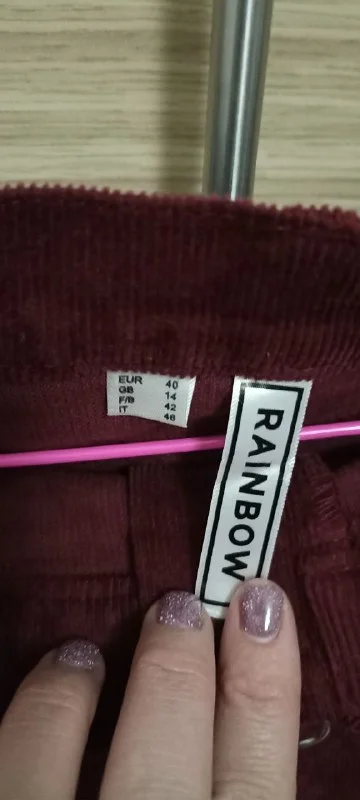 EUR 40
GB 14
F/B 42
IT 46
RAINBOW